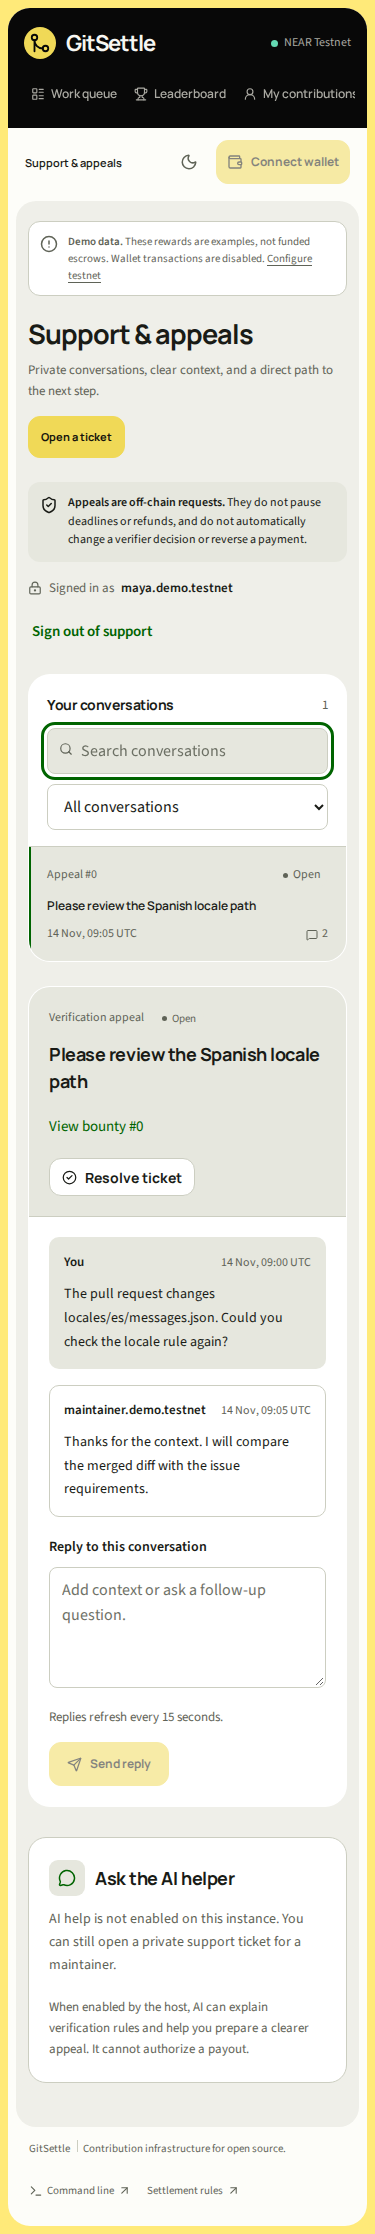 GitSettle
NEAR Testnet
Work queue
Leaderboard
My contributions
Support & appeals
Connect wallet
Demo data. These rewards are examples, not funded
escrows. Wallet transactions are disabled. Configure
testnet
Support & appeals
Private conversations, clear context, and a direct path to
the next step.
Open a ticket
Appeals are off-chain requests. They do not pause
deadlines or refunds, and do not automatically
change a verifier decision or reverse a payment.
Signed in as maya.demo.testnet
Sign out of support
Your conversations 1
Search conversations
All conversations
Appeal #0 Open
Please review the Spanish locale path
14 Nov, 09:05 UTC 2
Verification appeal Open
Please review the Spanish locale
path
View bounty #0
Resolve ticket
You 14 Nov, 09:00 UTC
The pull request changes
locales/es/messages.json. Could you
check the locale rule again?
maintainer.demo.testnet 14 Nov, 09:05 UTC
Thanks for the context. I will compare
the merged diff with the issue
requirements.
Reply to this conversation
Add context or ask a follow-up
question.
Replies refresh every 15 seconds.
Send reply
Ask the AI helper
AI help is not enabled on this instance. You
can still open a private support ticket for a
maintainer.
When enabled by the host, AI can explain
verification rules and help you prepare a clearer
appeal. It cannot authorize a payout.
GitSettle Contribution infrastructure for open source.
Command line Settlement rules